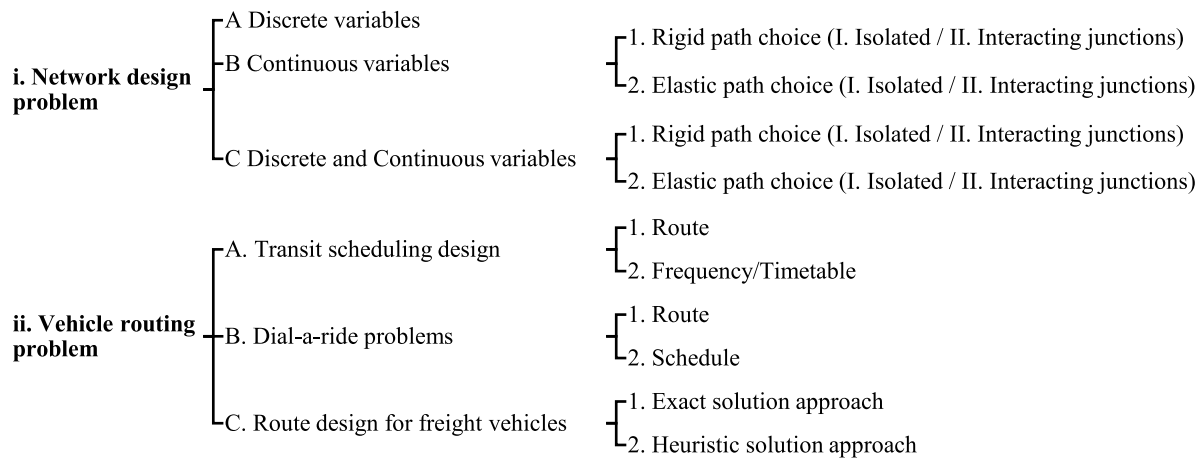 i. Network design
problem
A Discrete variables
B Continuous variables
1. Rigid path choice (I. Isolated / II. Interacting junctions)
2. Elastic path choice (I. Isolated / II. Interacting junctions)
C Discrete and Continuous variables
1. Rigid path choice (I. Isolated / II. Interacting junctions)
2. Elastic path choice (I. Isolated / II. Interacting junctions)
ii. Vehicle routing
problem
A. Transit scheduling design
1. Route
2. Frequency/Timetable
B. Dial-a-ride problems
1. Route
2. Schedule
C. Route design for freight vehicles
1. Exact solution approach
2. Heuristic solution approach